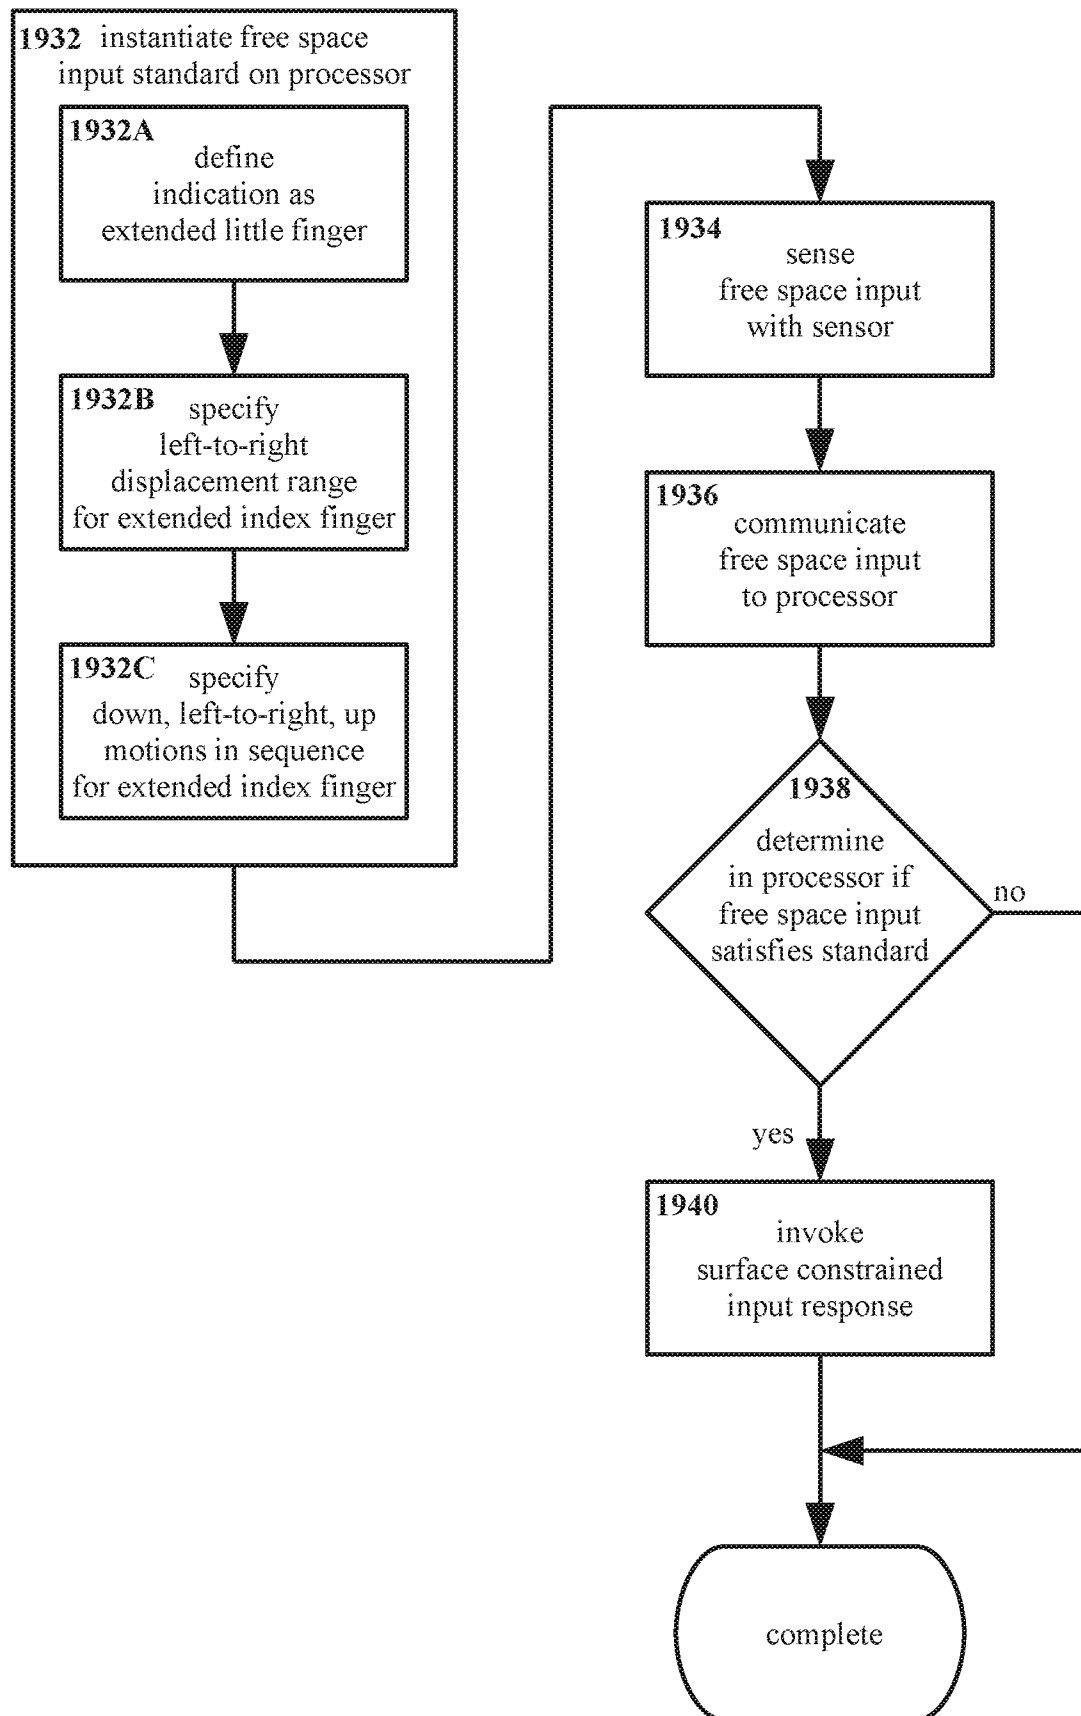 1932 instantiate free space
input standard on processor
1932A
define
indication as
extended little finger
1932B
specify
left-to-right
displacement range
for extended index finger
1932C
specify
down, left-to-right, up
motions in sequence
for extended index finger
1934
sense
free space input
with sensor
1936
communicate
free space input
to processor
1938
determine
in processor if
free space input
satisfies standard
no
yes
1940
invoke
surface constrained
input response
complete